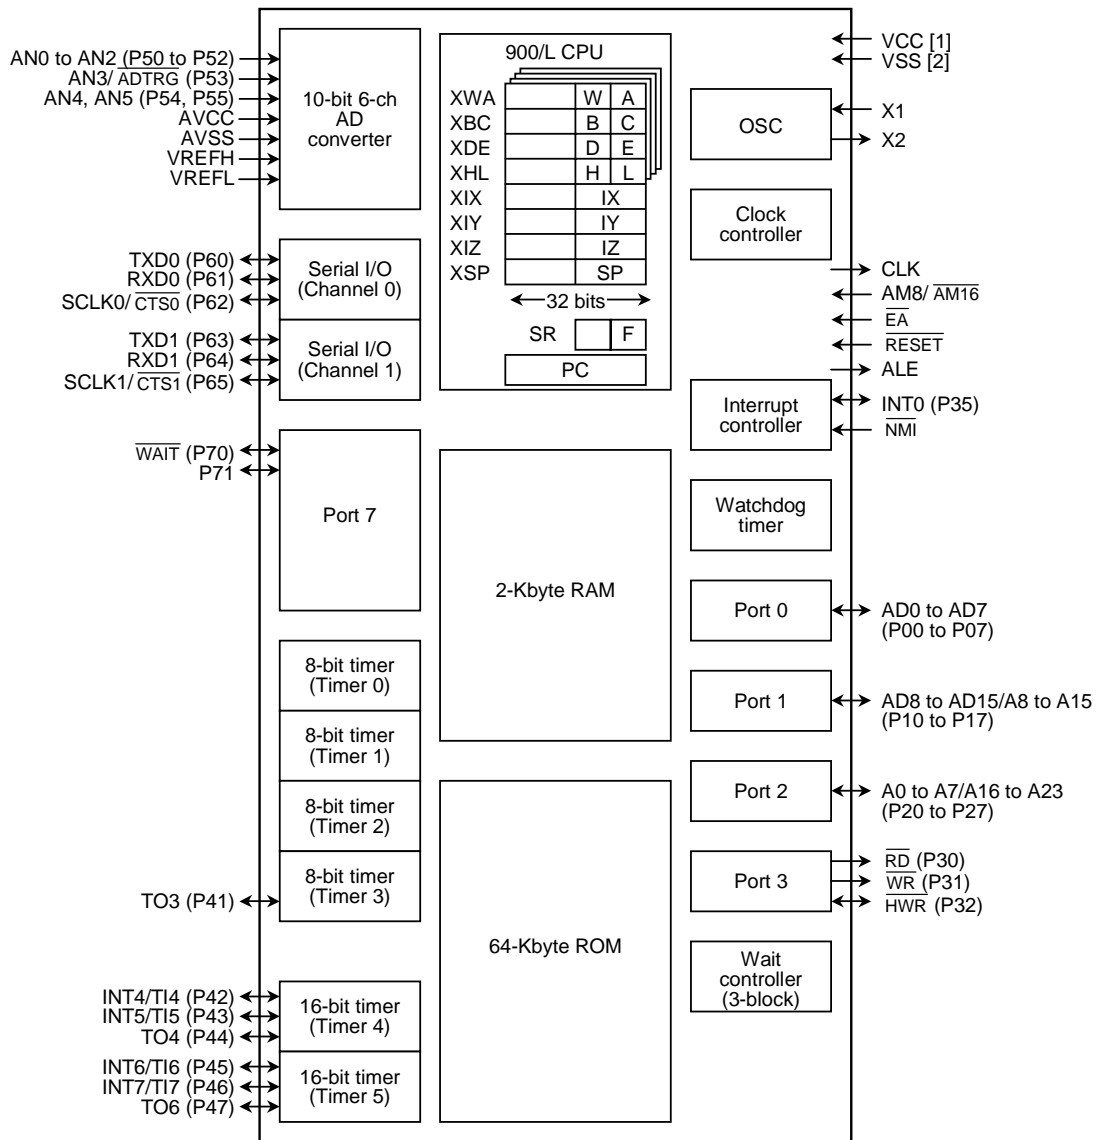 AN0 to AN2 (P50 to P52)
AN3/ ADTRG (P53)
AN4, AN5 (P54, P55)
AVCC
AVSS
VREFH
VREFL
10-bit 6-ch
AD
converter
TXD0 (P60)
RXD0 (P61)
SCLK0/ CTS0 (P62)
Serial I/O
(Channel 0)
TXD1 (P63)
RXD1 (P64)
SCLK1/ CTS1 (P65)
Serial I/O
(Channel 1)
WAIT (P70)
P71
Port 7
8-bit timer
(Timer 0)
8-bit timer
(Timer 1)
8-bit timer
(Timer 2)
TO3 (P41)
8-bit timer
(Timer 3)
INT4/TI4 (P42)
INT5/TI5 (P43)
TO4 (P44)
16-bit timer
(Timer 4)
INT6/TI6 (P45)
INT7/TI7 (P46)
TO6 (P47)
16-bit timer
(Timer 5)
900/L CPU
XWA W A
XBC B C
XDE D E
XHL H L
XIX IX
XIY IY
XIZ IZ
XSP SP
32 bits
SR F
PC
2-Kbyte RAM
64-Kbyte ROM
VCC [1]
VSS [2]
OSC
X1
X2
Clock
controller
CLK
AM8/ AM16
EA
RESET
ALE
Interrupt
controller
INT0 (P35)
NMI
Watchdog
timer
Port 0
AD0 to AD7
(P00 to P07)
Port 1
AD8 to AD15/A8 to A15
(P10 to P17)
Port 2
A0 to A7/A16 to A23
(P20 to P27)
Port 3
RD (P30)
WR (P31)
HWR (P32)
Wait
controller
(3-block)